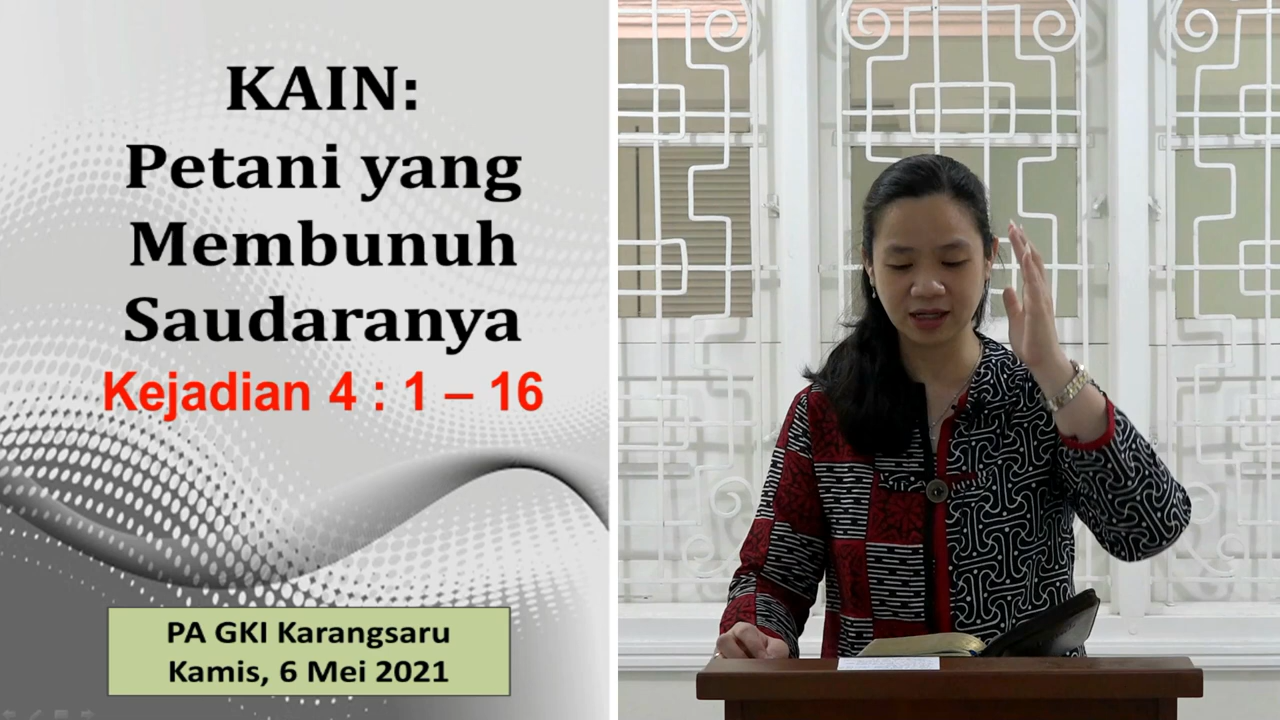 KAIN:
Petani yang
Membunuh
Saudaranya
Kejadian 4 : 1 – 16
PA GKI Karangsaru
Kamis, 6 Mei 2021